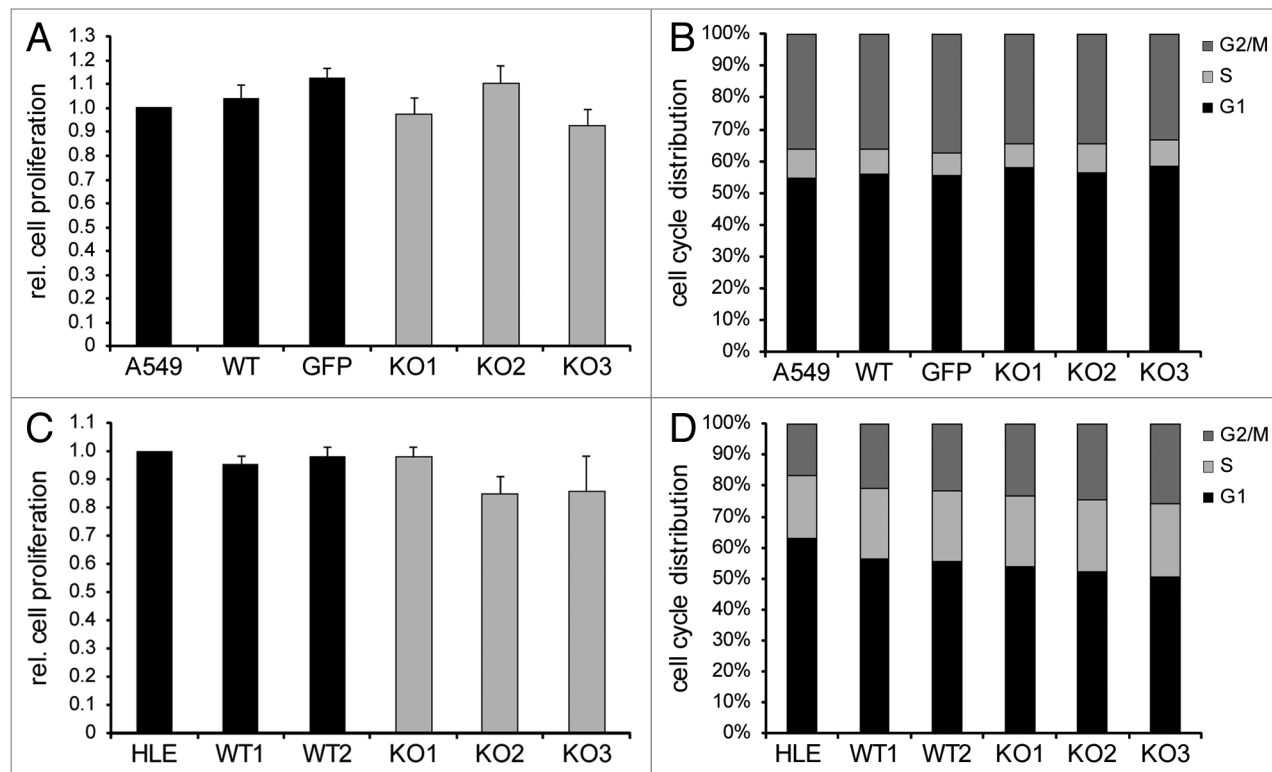 A
rel. cell proliferation
1.3
1.2
1.1
1.0
0.9
0.8
0.7
0.6
0.5
0.4
0.3
0.2
0.1
0
A549 WT GFP KO1 KO2 KO3
B
cell cycle distribution
100%
90%
80%
70%
60%
50%
40%
30%
20%
10%
0%
A549 WT GFP KO1 KO2 KO3
G2/M
S
G1
C
rel. cell proliferation
1.1
1.0
0.9
0.8
0.7
0.6
0.5
0.4
0.3
0.2
0.1
0
HLE WT1 WT2 KO1 KO2 KO3
D
cell cycle distribution
100%
90%
80%
70%
60%
50%
40%
30%
20%
10%
0%
HLE WT1 WT2 KO1 KO2 KO3
G2/M
S
G1